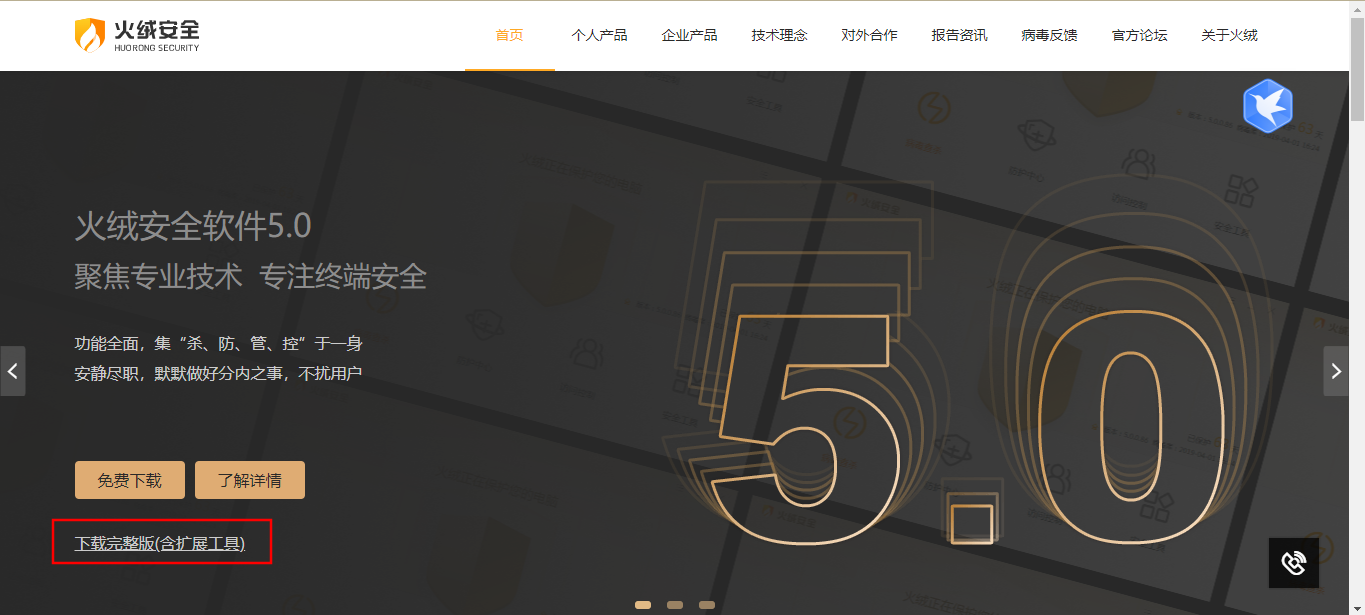 火绒安全
HUORONG SECURITY
首页
个人产品
企业产品
技术理念
对外合作
报告资讯
病毒反馈
官方论坛
关于火绒
火绒安全软件5.0
聚焦专业技术 专注终端安全
功能全面，集“杀、防、管、控”于一身
安静尽职，默默做好分内之事，不扰用户
免费下载
了解详情
下载完整版(含扩展工具)
5.0